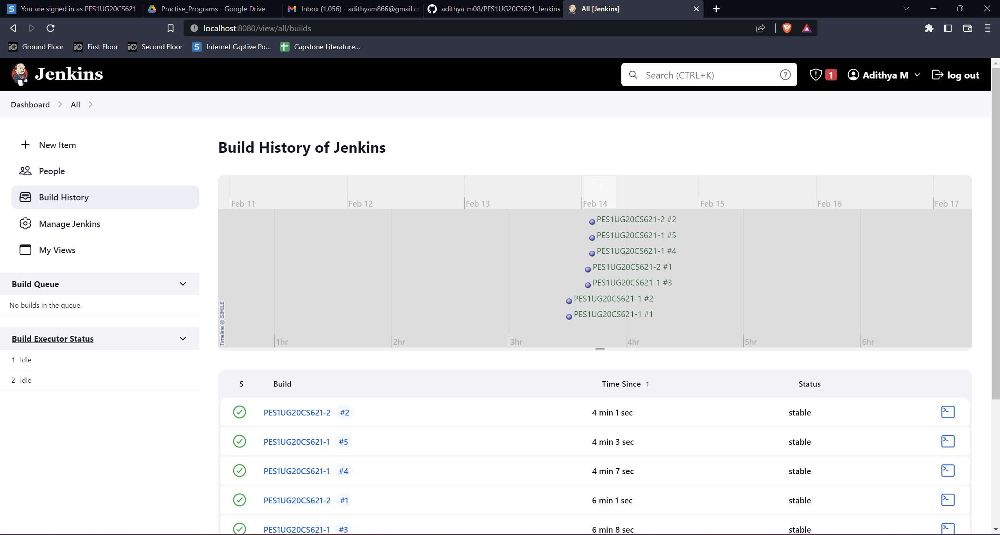 You are signed in as PES1UG20CS621
Practise_Programs - Google Drive
Inbox (1,056) - adithyam866@gmail.co
adithya-m08/PES1UG20CS621_Jenkins
All [Jenkins]
localhost:8080/view/all/builds
Ground Floor
First Floor
Second Floor
Internet Captive Po...
Capstone Literature...
Jenkins
Search (CTRL+K)
1
Adithya M
log out
Dashboard
All
New Item
People
Build History
Manage Jenkins
My Views
Build Queue
No builds in the queue.
Build Executor Status
1 Idle
2 Idle
Build History of Jenkins
Feb 11 Feb 12 Feb 13 Feb 14 Feb 15 Feb 16 Feb 17
PES1UG20CS621-2 #2
PES1UG20CS621-1 #5
PES1UG20CS621-1 #4
PES1UG20CS621-2 #1
PES1UG20CS621-1 #3
PES1UG20CS621-1 #2
PES1UG20CS621-1 #1
Timeline © SIMILE
1hr 2hr 3hr 4hr 5hr 6hr
S Build Time Since ↑ Status
PES1UG20CS621-2 #2 4 min 1 sec stable
PES1UG20CS621-1 #5 4 min 3 sec stable
PES1UG20CS621-1 #4 4 min 7 sec stable
PES1UG20CS621-2 #1 6 min 1 sec stable
PES1UG20CS621-1 #3 6 min 8 sec stable